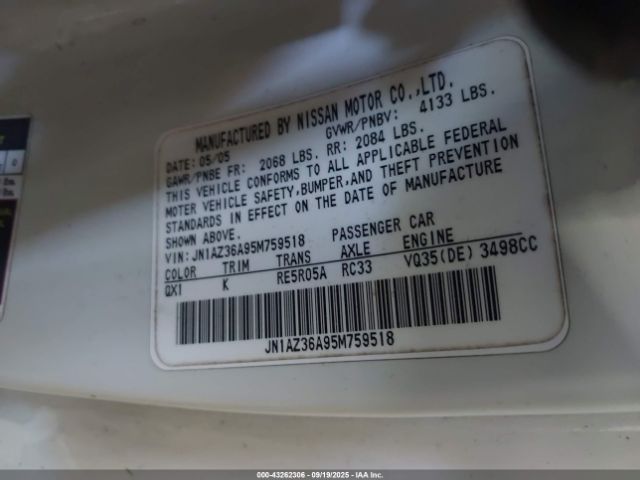 MANUFACTURED BY NISSAN MOTOR CO.,LTD.
DATE: 05/05 GVWR/PNBV: 4133 LBS.
GAWR/PNBE FR: 2068 LBS. RR: 2084 LBS.
THIS VEHICLE CONFORMS TO ALL APPLICABLE FEDERAL
MOTER VEHICLE SAFETY,BUMPER,AND THEFT PREVENTION
STANDARDS IN EFFECT ON THE DATE OF MANUFACTURE
SHOWN ABOVE.
VIN: JN1AZ36A95M759518 PASSENGER CAR
COLOR TRIM TRANS AXLE ENGINE
QX1 K RE5R05A RC33 VQ35(DE) 3498CC
JN1AZ36A95M759518
000-43262306 - 09/19/2025 - IAAI Inc.